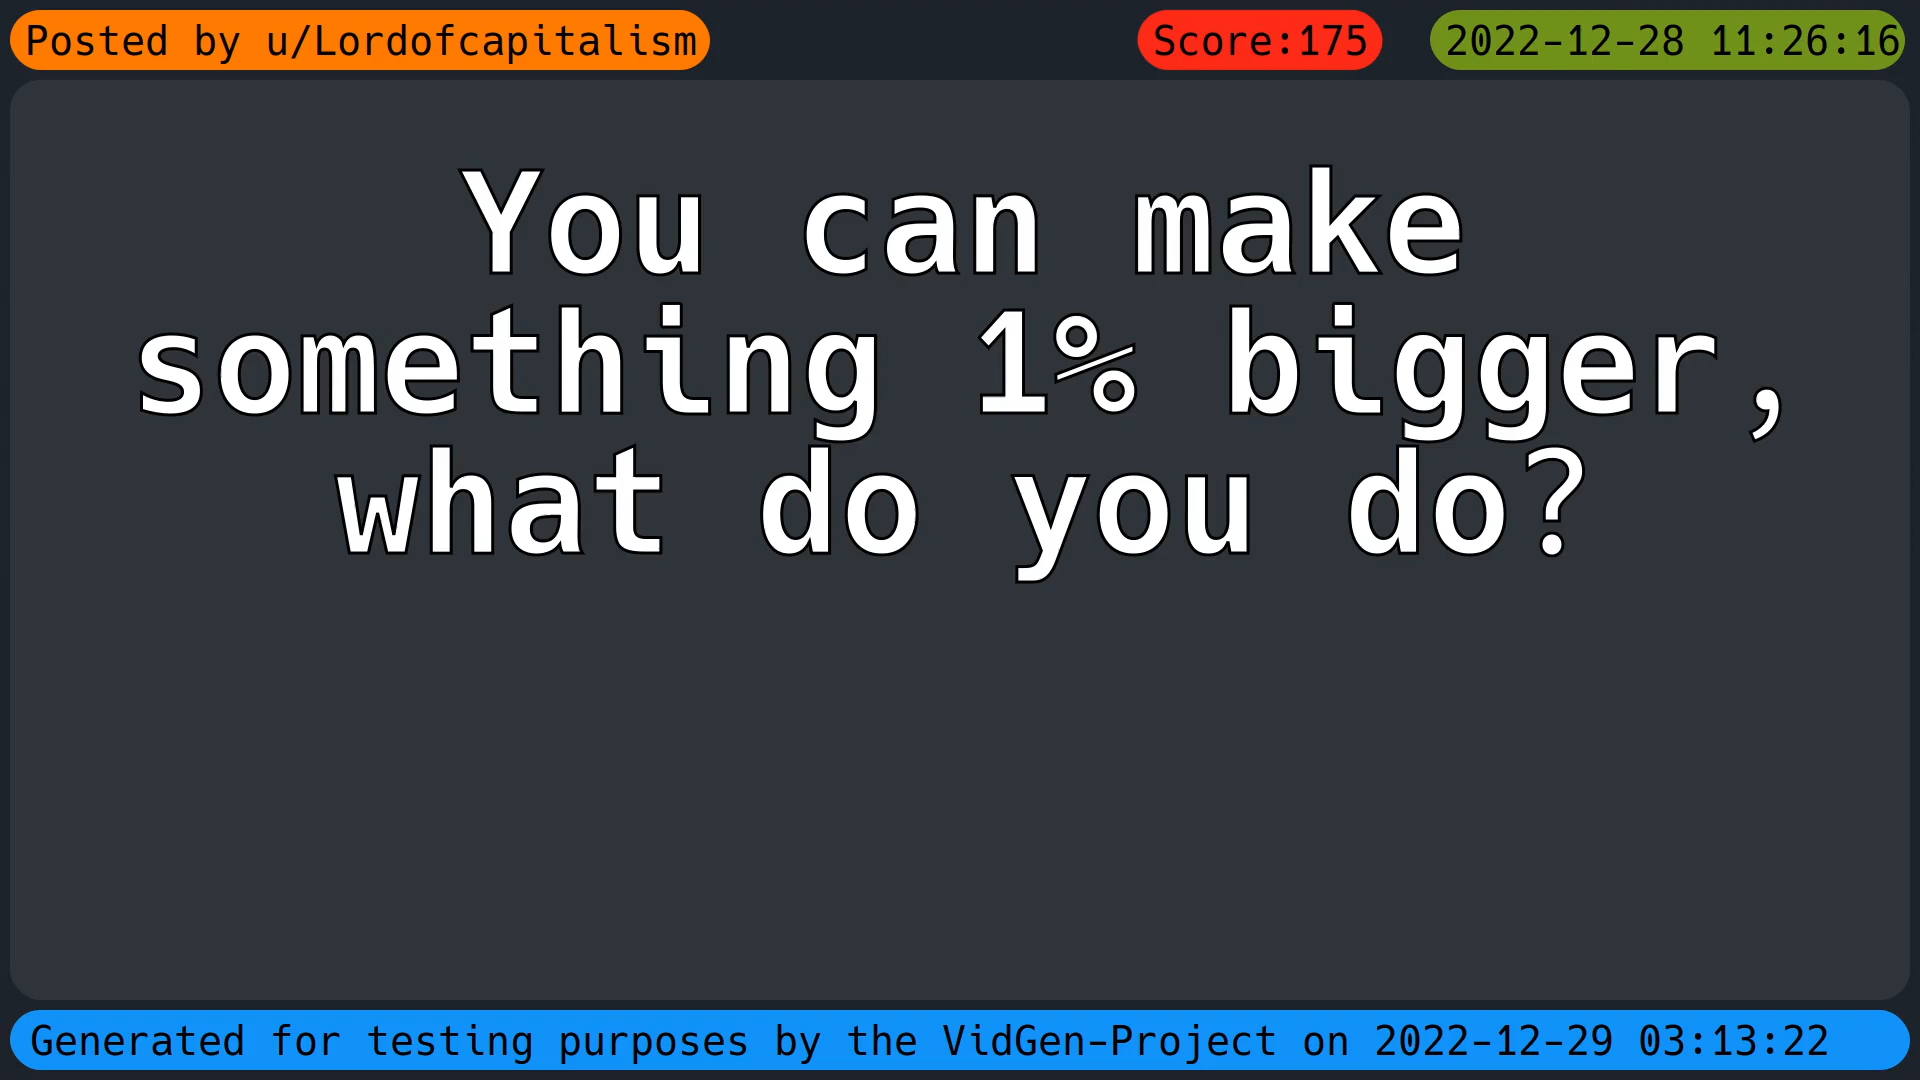 Posted by u/Lordofcapitalism
Score:175
2022-12-28 11:26:16
You can make
something 1% bigger,
what do you do?
Generated for testing purposes by the VidGen-Project on 2022-12-29 03:13:22